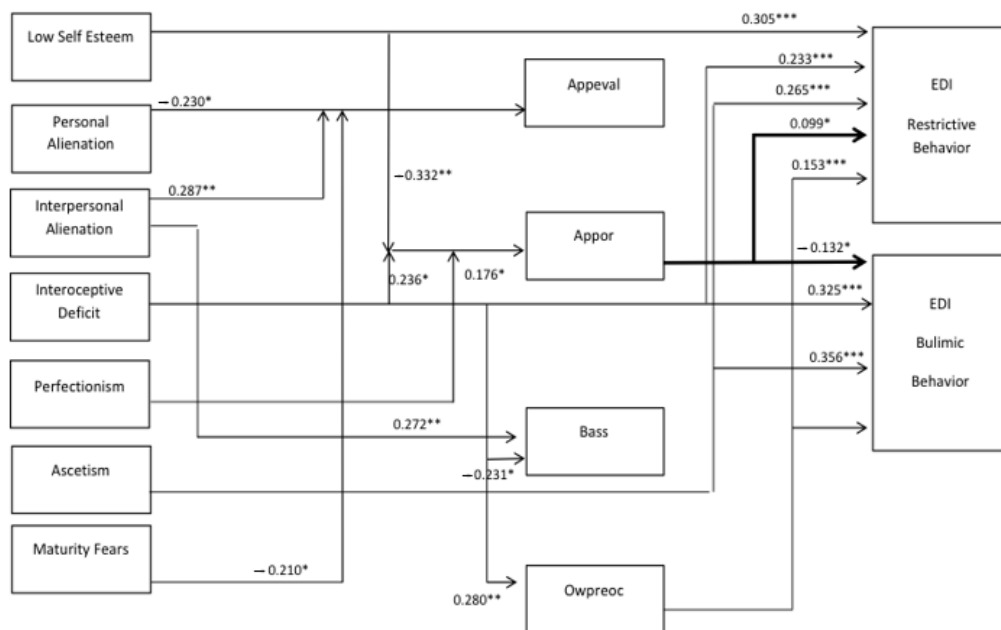 Low Self Esteem
0.305***
0.233***
EDI
Restrictive
Behavior
0.265***
Appeval
−0.230*
Personal
Alienation
0.099*
−0.332**
0.153***
0.287**
Interpersonal
Alienation
Appor
−0.132*
0.236*
0.176*
Interoceptive
Deficit
0.325***
EDI
Bulimic
Behavior
0.356***
Perfectionism
0.272**
Bass
−0.231*
Ascetism
Maturity Fears
−0.210*
0.280**
Owpreoc